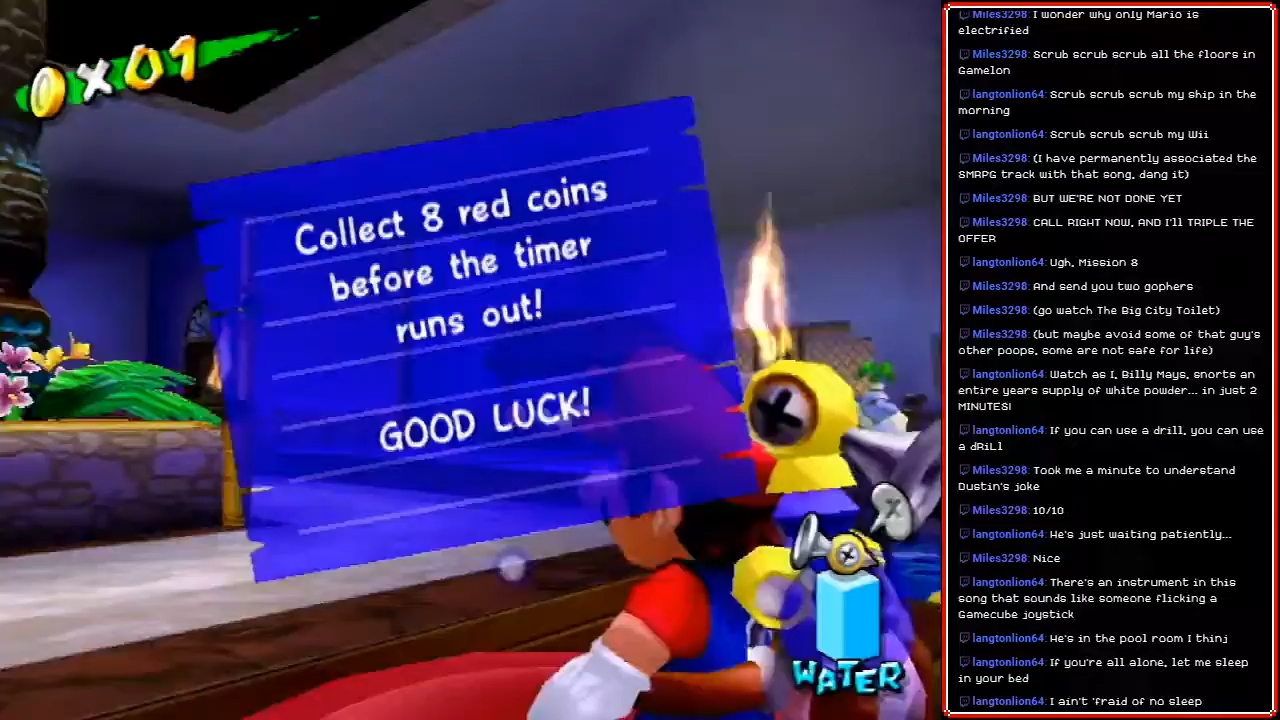 0×01
Collect 8 red coins
before the timer
runs out!
GOOD LUCK!
WATER
Miles3298: I wonder why only Mario is
electrified
Miles3298: Scrub scrub scrub all the floors in
Gamelon
langtonlion64: Scrub scrub scrub my ship in the
morning
langtonlion64: Scrub scrub scrub my Wii
Miles3298: (I have permanently associated the
SMRPG track with that song, dang it)
Miles3298: BUT WE'RE NOT DONE YET
Miles3298: CALL RIGHT NOW, AND I'll TRIPLE THE
OFFER
langtonlion64: Ugh, Mission 8
Miles3298: And send you two gophers
Miles3298: (go watch The Big City Toilet)
Miles3298: (but maybe avoid some of that guy's
other poops, some are not safe for life)
langtonlion64: Watch as I, Billy Mays, snorts an
entire years supply of white powder... in just 2
MINUTES!
langtonlion64: If you can use a drill, you can use
a dRiLl
Miles3298: Took me a minute to understand
Dustin's joke
Miles3298: 10/10
langtonlion64: He's just waiting patiently...
Miles3298: Nice
langtonlion64: There's an instrument in this
song that sounds like someone flicking a
Gamecube joystick
langtonlion64: He's in the pool room I thinj
langtonlion64: If you're all alone, let me sleep
in your bed
langtonlion64: I ain't 'fraid of no sleep